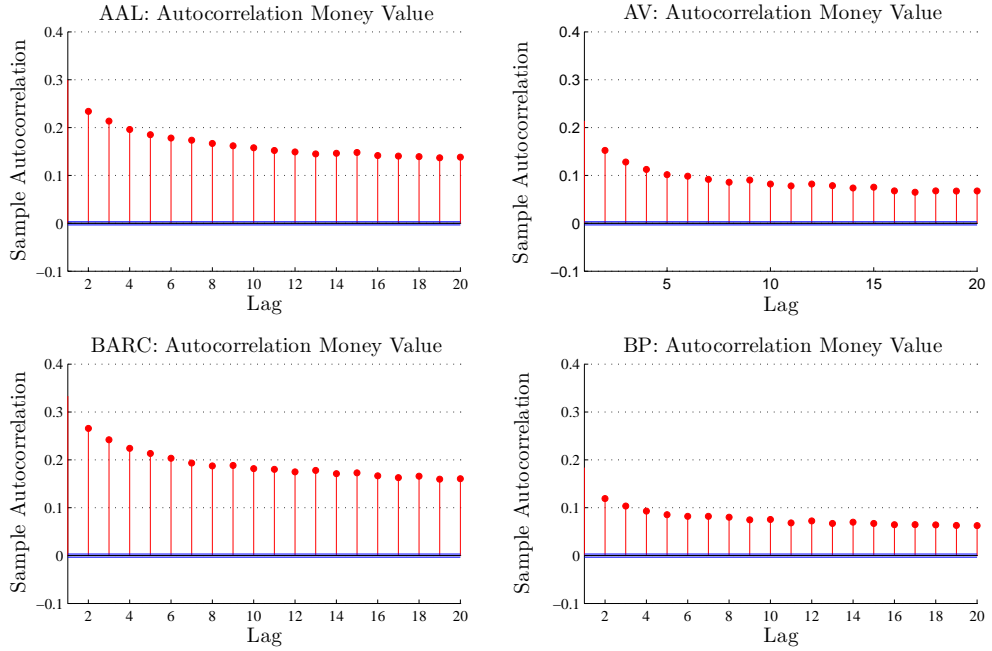 AAL: Autocorrelation Money Value
Sample Autocorrelation
0.4
0.3
0.2
0.1
0
−0.1
2 4 6 8 10 12 14 16 18 20
Lag
AV: Autocorrelation Money Value
Sample Autocorrelation
0.4
0.3
0.2
0.1
0
−0.1
5 10 15 20
Lag
BARC: Autocorrelation Money Value
Sample Autocorrelation
0.4
0.3
0.2
0.1
0
−0.1
2 4 6 8 10 12 14 16 18 20
Lag
BP: Autocorrelation Money Value
Sample Autocorrelation
0.4
0.3
0.2
0.1
0
−0.1
2 4 6 8 10 12 14 16 18 20
Lag